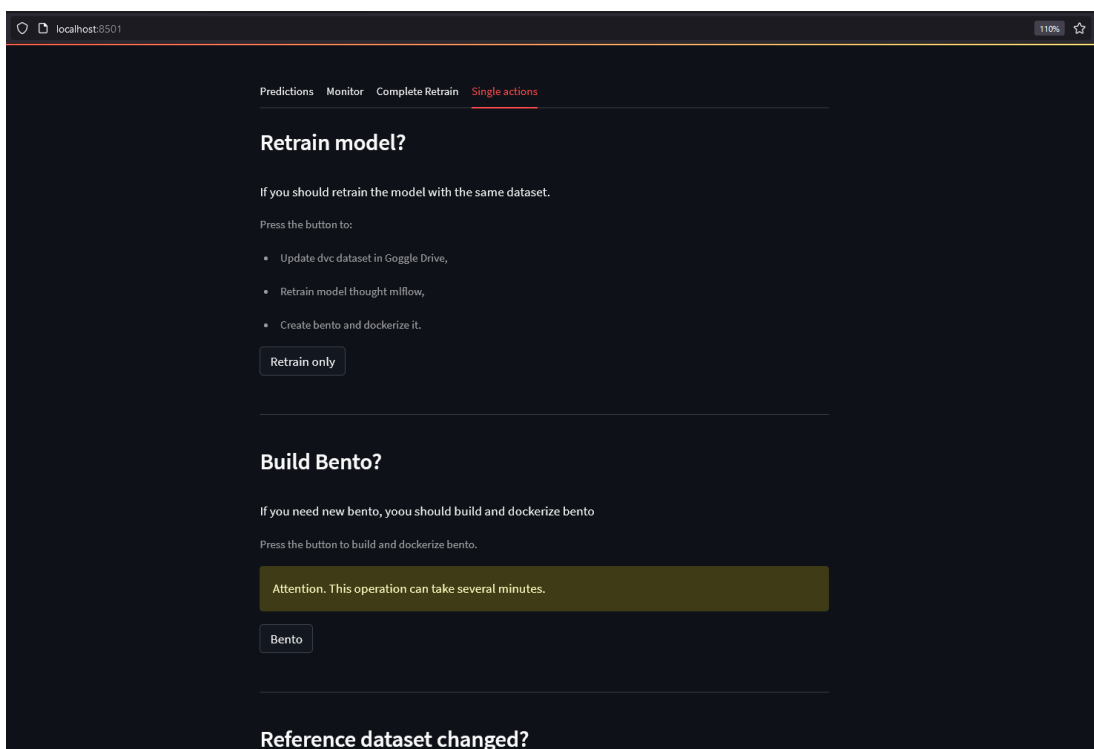 localhost:8501
110%
Predictions Monitor Complete Retrain Single actions
Retrain model?
If you should retrain the model with the same dataset.
Press the button to:
Update dvc dataset in Goggle Drive,
Retrain model thought mlflow,
Create bento and dockerize it.
Retrain only
Build Bento?
If you need new bento, yoou should build and dockerize bento
Press the button to build and dockerize bento.
Attention. This operation can take several minutes.
Bento
Reference dataset changed?